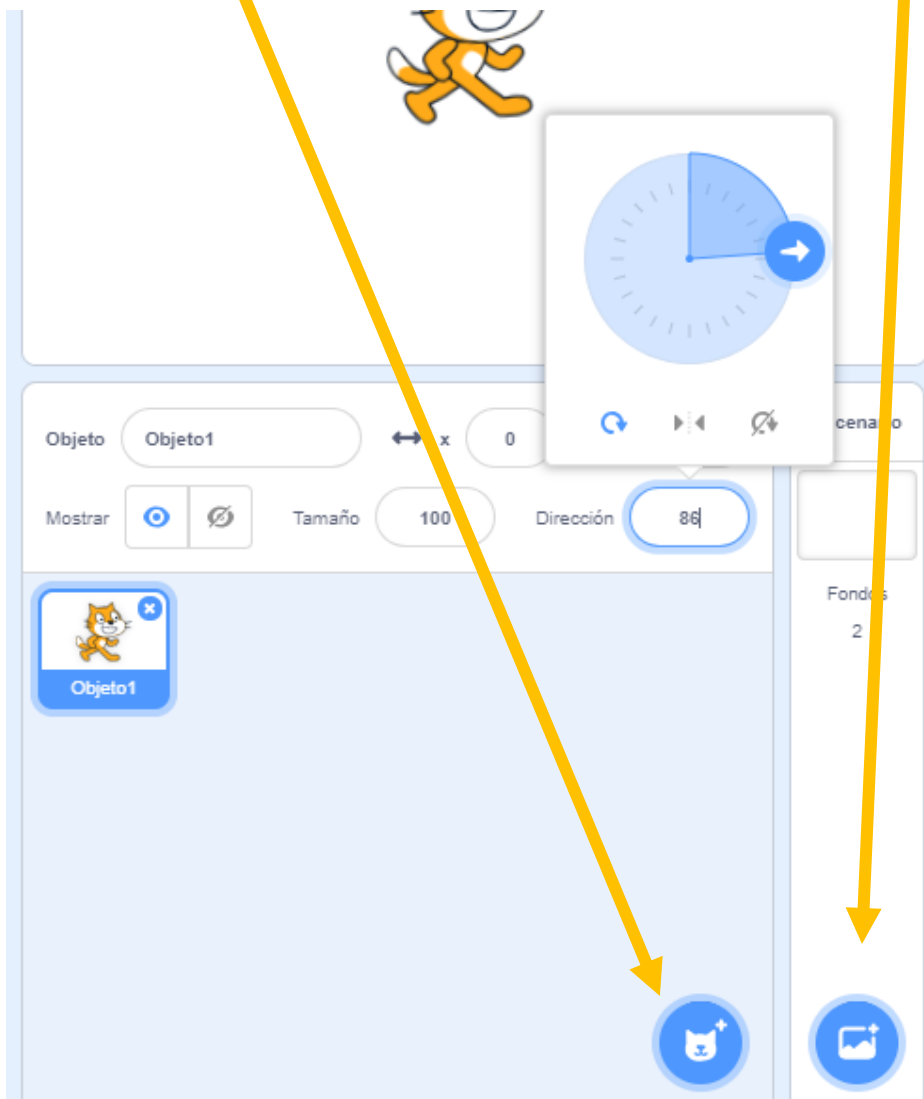 Objeto Objeto1 x 0
cenario
Mostrar Tamaño 100 Dirección 86
Fondos
2
Objeto1